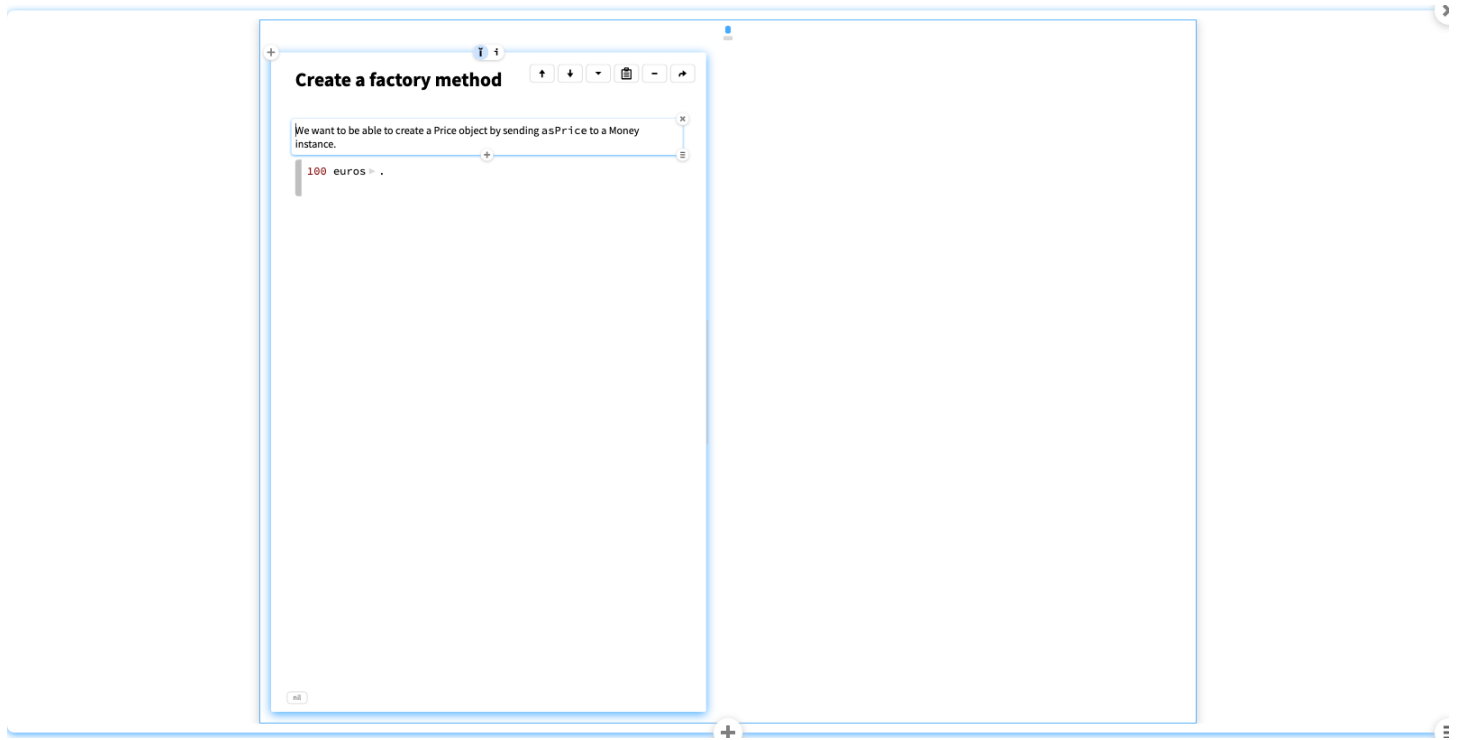 Create a factory method
We want to be able to create a Price object by sending asPrice to a Money
instance.
100 euros ▶ .
nil